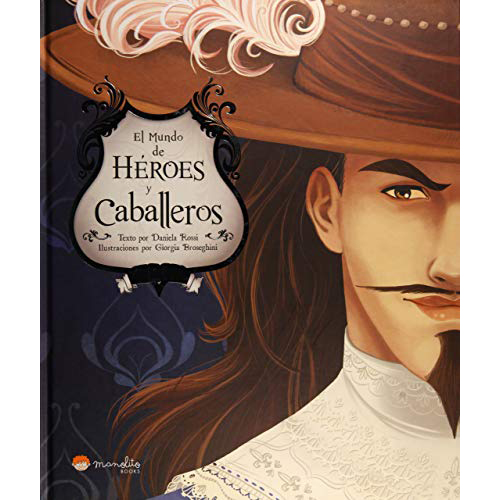 El Mundo
de
HÉROES
y
Caballeros
Texto por Daniela Rossi
Ilustraciones por Giorgia Broseghini
manolito
BOOKS